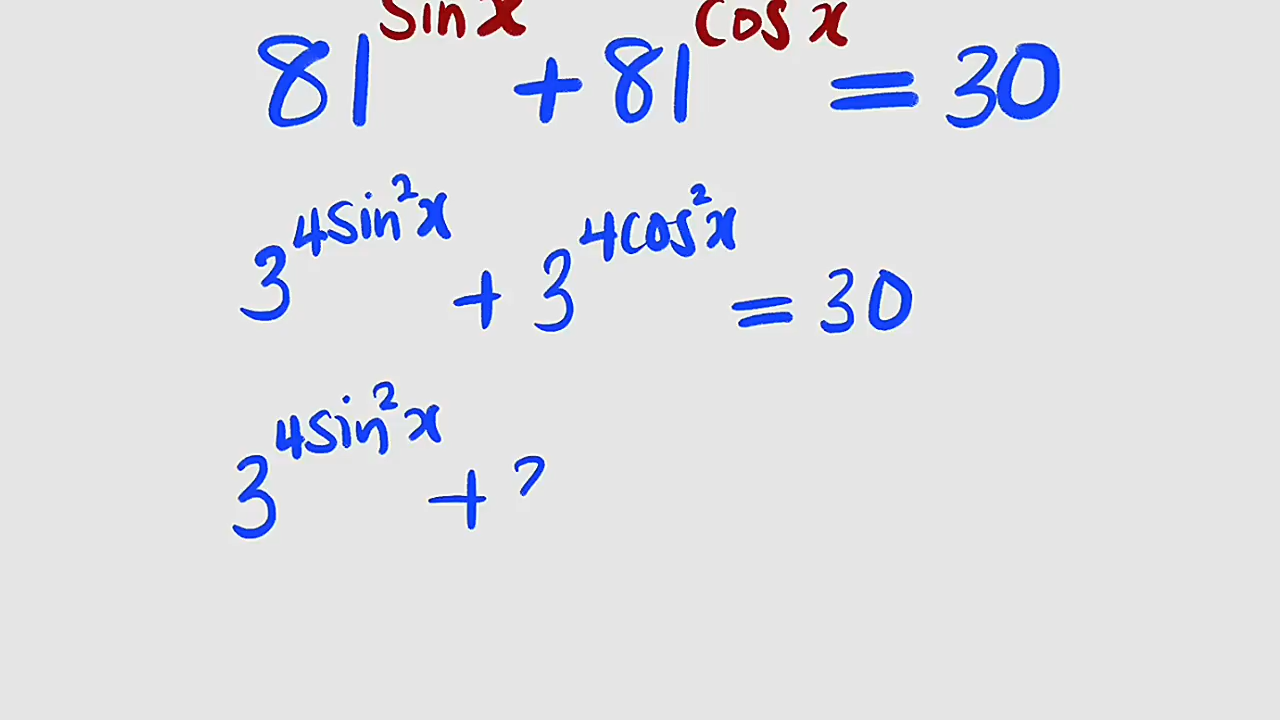 81^sin x + 81^cos x = 30
3^4sin²x + 3^4cos²x = 30
3^4sin²x +